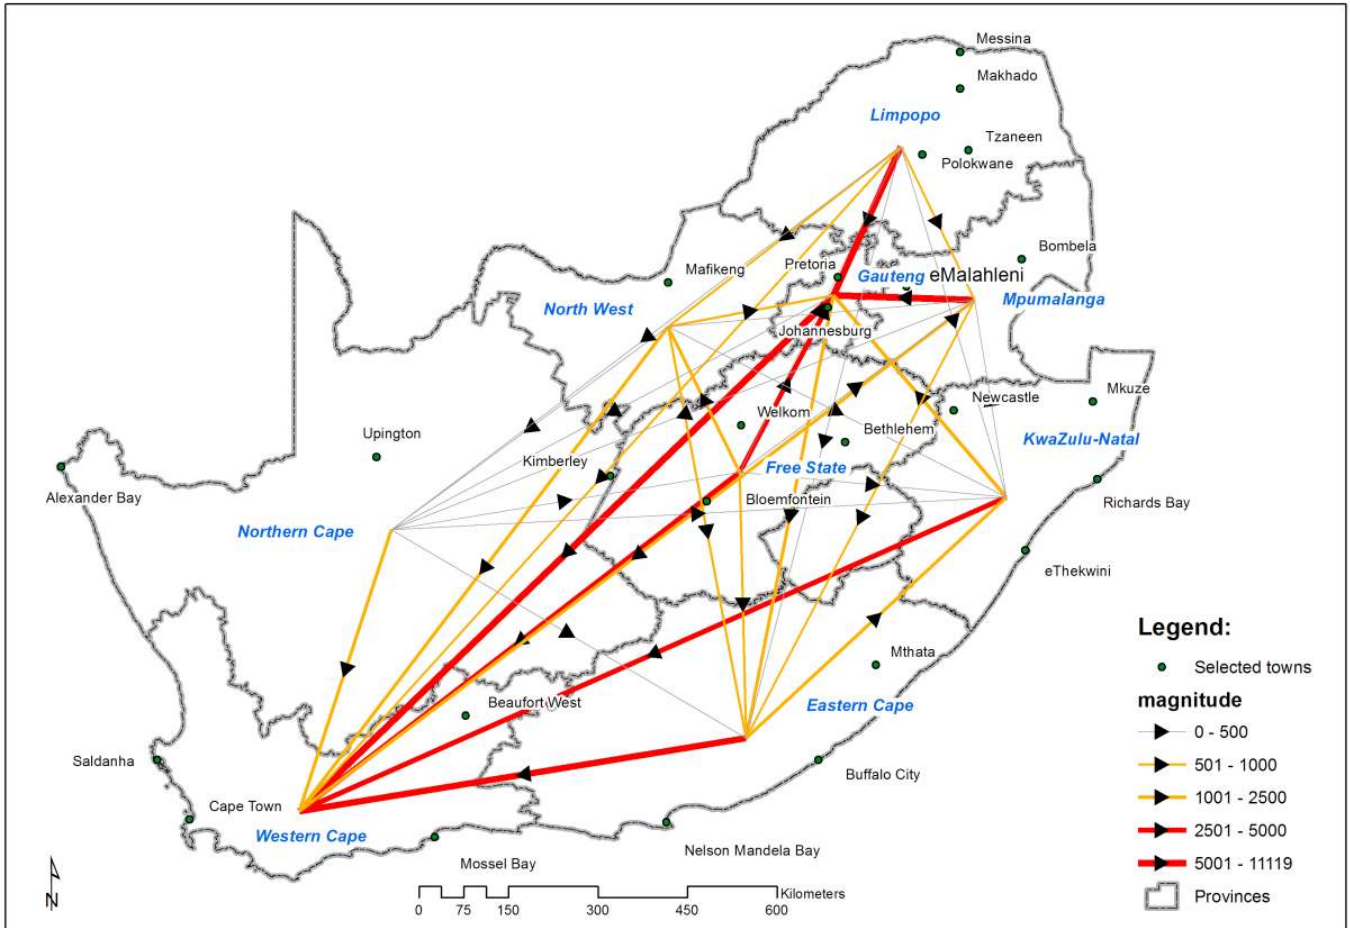 Messina
Makhado
Limpopo
Tzaneen
Polokwane
Bombela
Pretoria
Mafikeng
Gauteng
eMalahleni
Mpumalanga
North West
Johannesburg
Newcastle
Mkuze
Welkom
Bethlehem
KwaZulu-Natal
Upington
Kimberley
Free State
Alexander Bay
Bloemfontein
Richards Bay
Northern Cape
eThekwini
Legend:
Selected towns
magnitude
0 - 500
501 - 1000
1001 - 2500
2501 - 5000
5001 - 11119
Provinces
Mthata
Beaufort West
Eastern Cape
Saldanha
Buffalo City
Cape Town
Western Cape
Nelson Mandela Bay
Mossel Bay
N
Kilometers
0 75 150 300 450 600